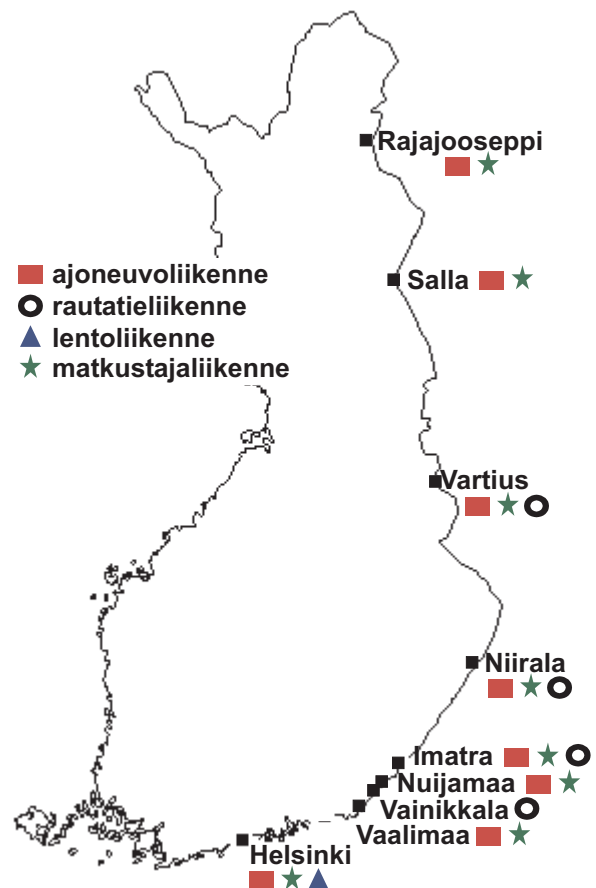 Rajajooseppi
ajoneuvoliikenne
Salla
rautatieliikenne
lentoliikenne
matkustajaliikenne
Vartius
Niirala
Imatra
Nuijamaa
Vainikkala
Vaalimaa
Helsinki